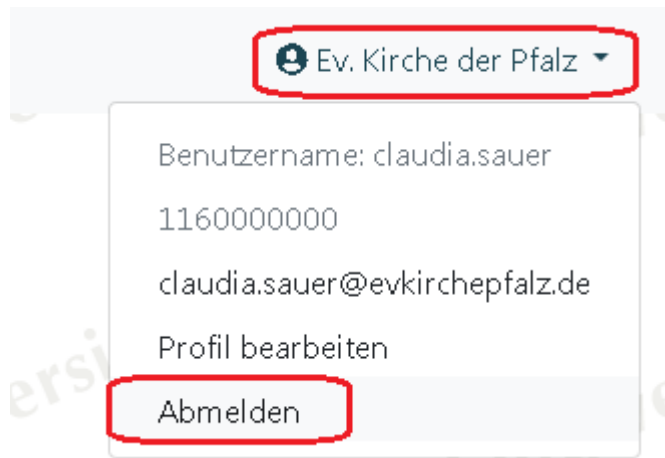 Ev. Kirche der Pfalz
Benutzername: claudia.sauer
1160000000
claudia.sauer@evkirchepfalz.de
Profil bearbeiten
Abmelden